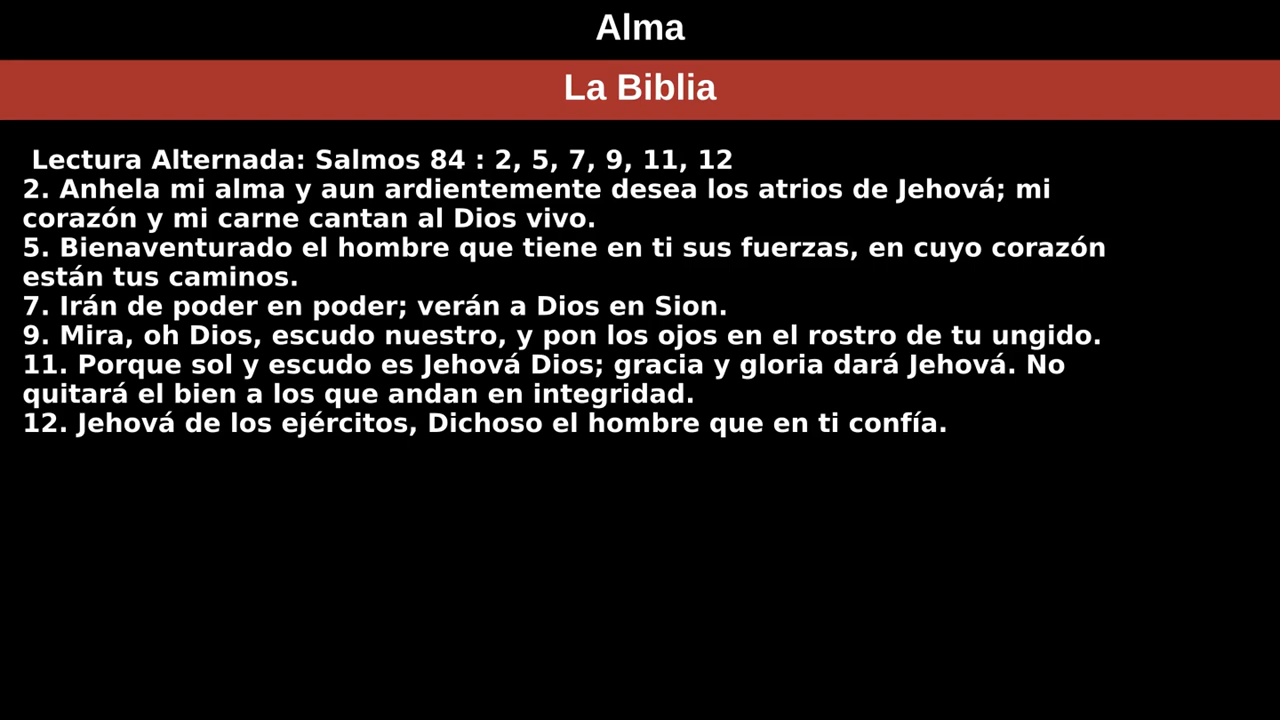 Alma
La Biblia
Lectura Alternada: Salmos 84 : 2, 5, 7, 9, 11, 12
2. Anhela mi alma y aun ardientemente desea los atrios de Jehová; mi
corazón y mi carne cantan al Dios vivo.
5. Bienaventurado el hombre que tiene en ti sus fuerzas, en cuyo corazón
están tus caminos.
7. Irán de poder en poder; verán a Dios en Sion.
9. Mira, oh Dios, escudo nuestro, y pon los ojos en el rostro de tu ungido.
11. Porque sol y escudo es Jehová Dios; gracia y gloria dará Jehová. No
quitará el bien a los que andan en integridad.
12. Jehová de los ejércitos, Dichoso el hombre que en ti confía.